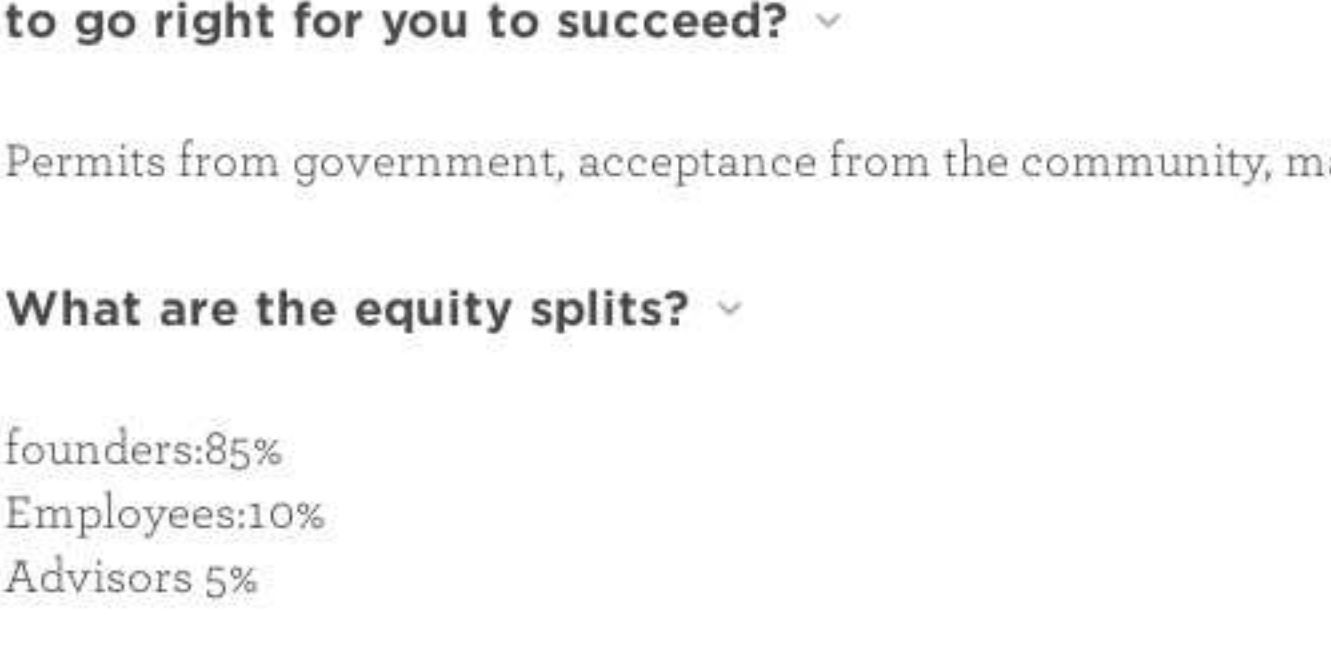 to go right for you to succeed?
Permits from government, acceptance from the community,
What are the equity splits?
founders:85%
Employees:10%
Advisors 5%